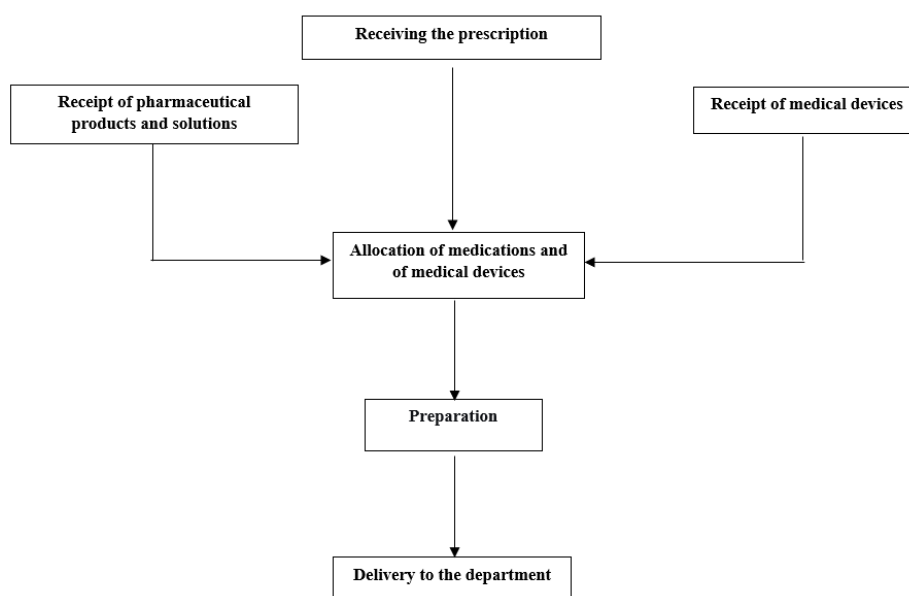 Receiving the prescription
Receipt of pharmaceutical
products and solutions
Receipt of medical devices
Allocation of medications and
of medical devices
Preparation
Delivery to the department